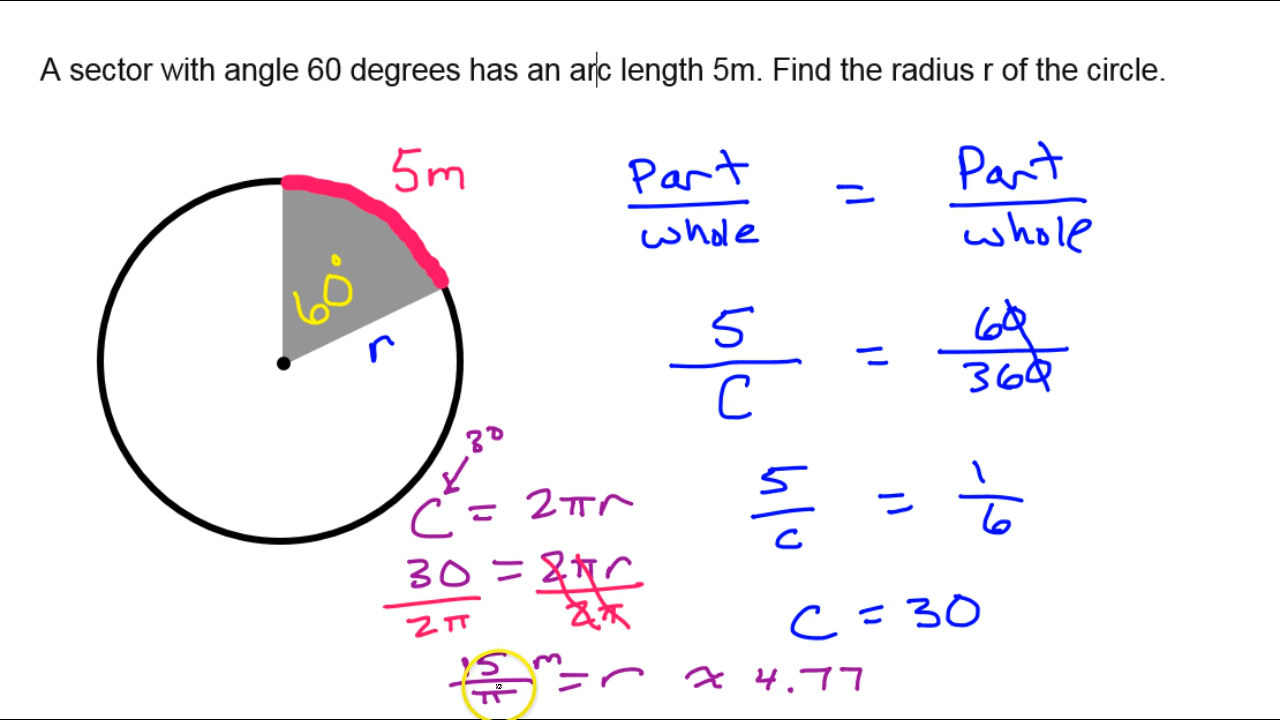 A sector with angle 60 degrees has an arc length 5m. Find the radius r of the circle.
5m
60°
r
Part/whole = Part/whole
5/C = 60/360
5/c = 1/6
C = 30
30
C = 2πr
30/2π = 2πr/2π
15/π m = r ≈ 4.77